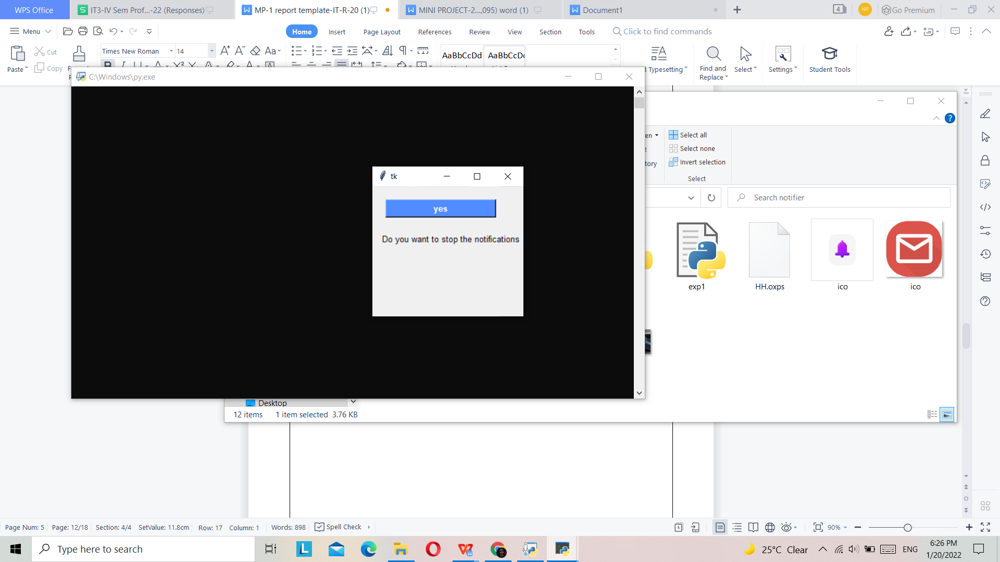 WPS Office
IT3-IV Sem Prof...-22 (Responses)
MP-1 report template-IT-R-20 (1)
MINI PROJECT-2...,095) word (1)
Document1
4
NR
Go Premium
Menu
Home
Insert
Page Layout
References
Review
View
Section
Tools
Click to find commands
Paste
Cut
Copy
Times New Roman
14
AaBbCcDd
AaBbCcDc
Typesetting
Find and
Replace
Select
Settings
Student Tools
C:\Windows\py.exe
tk
yes
Do you want to stop the notifications
Select all
Select none
Invert selection
Select
Search notifier
exp1
HH.oxps
ico
ico
Desktop
12 items
1 item selected 3.76 KB
Page Num: 5
Page: 12/18
Section: 4/4
SetValue: 11.8cm
Row: 17
Column: 1
Words: 898
Spell Check
90%
Type here to search
25°C Clear
ENG
6:26 PM
1/20/2022